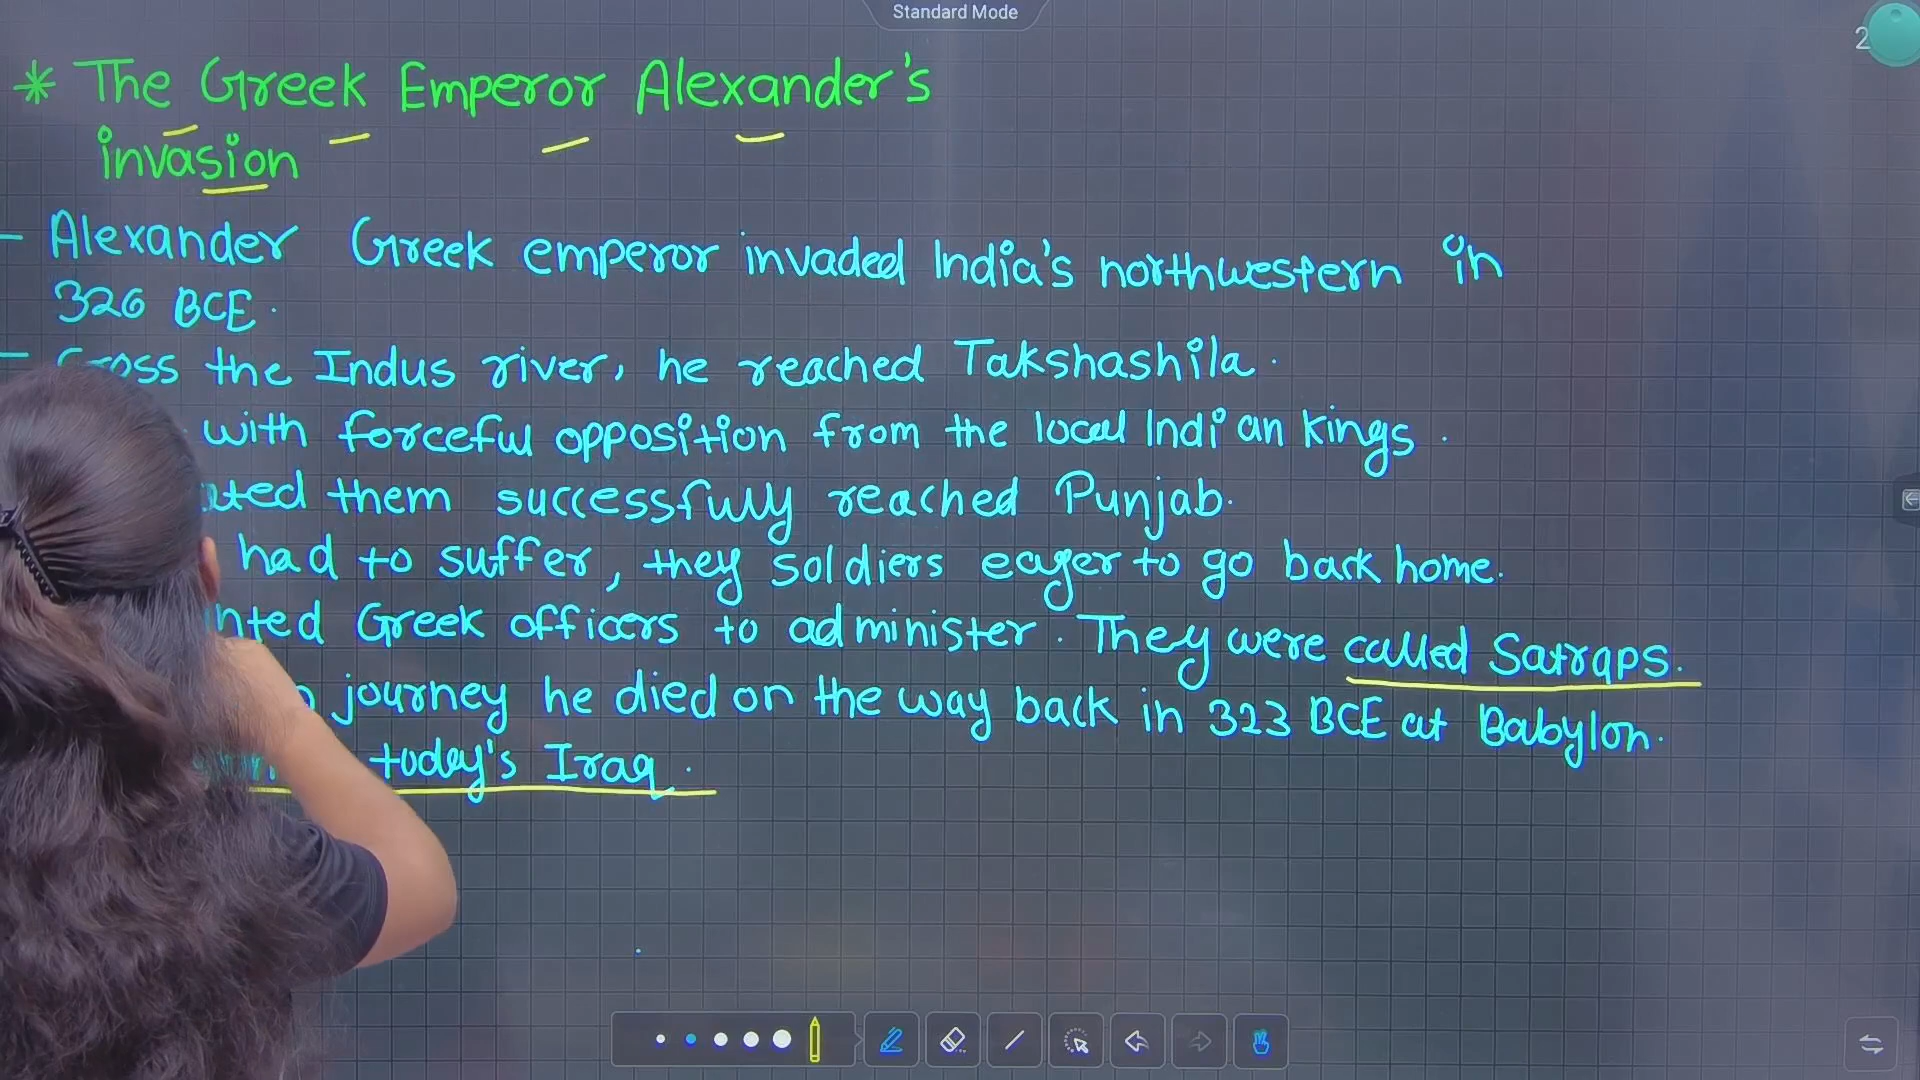 Standard Mode
2
* The Greek Emperor Alexander's
invasion
- Alexander Greek emperor invaded India's northwestern in
326 BCE.
- Cross the Indus river, he reached Takshashila.
with forceful opposition from the local Indian kings.
ated them successfully reached Punjab.
had to suffer, they soldiers eager to go back home.
nted Greek officers to administer. They were called Satraps.
journey he died on the way back in 323 BCE at Babylon.
today's Iraq.